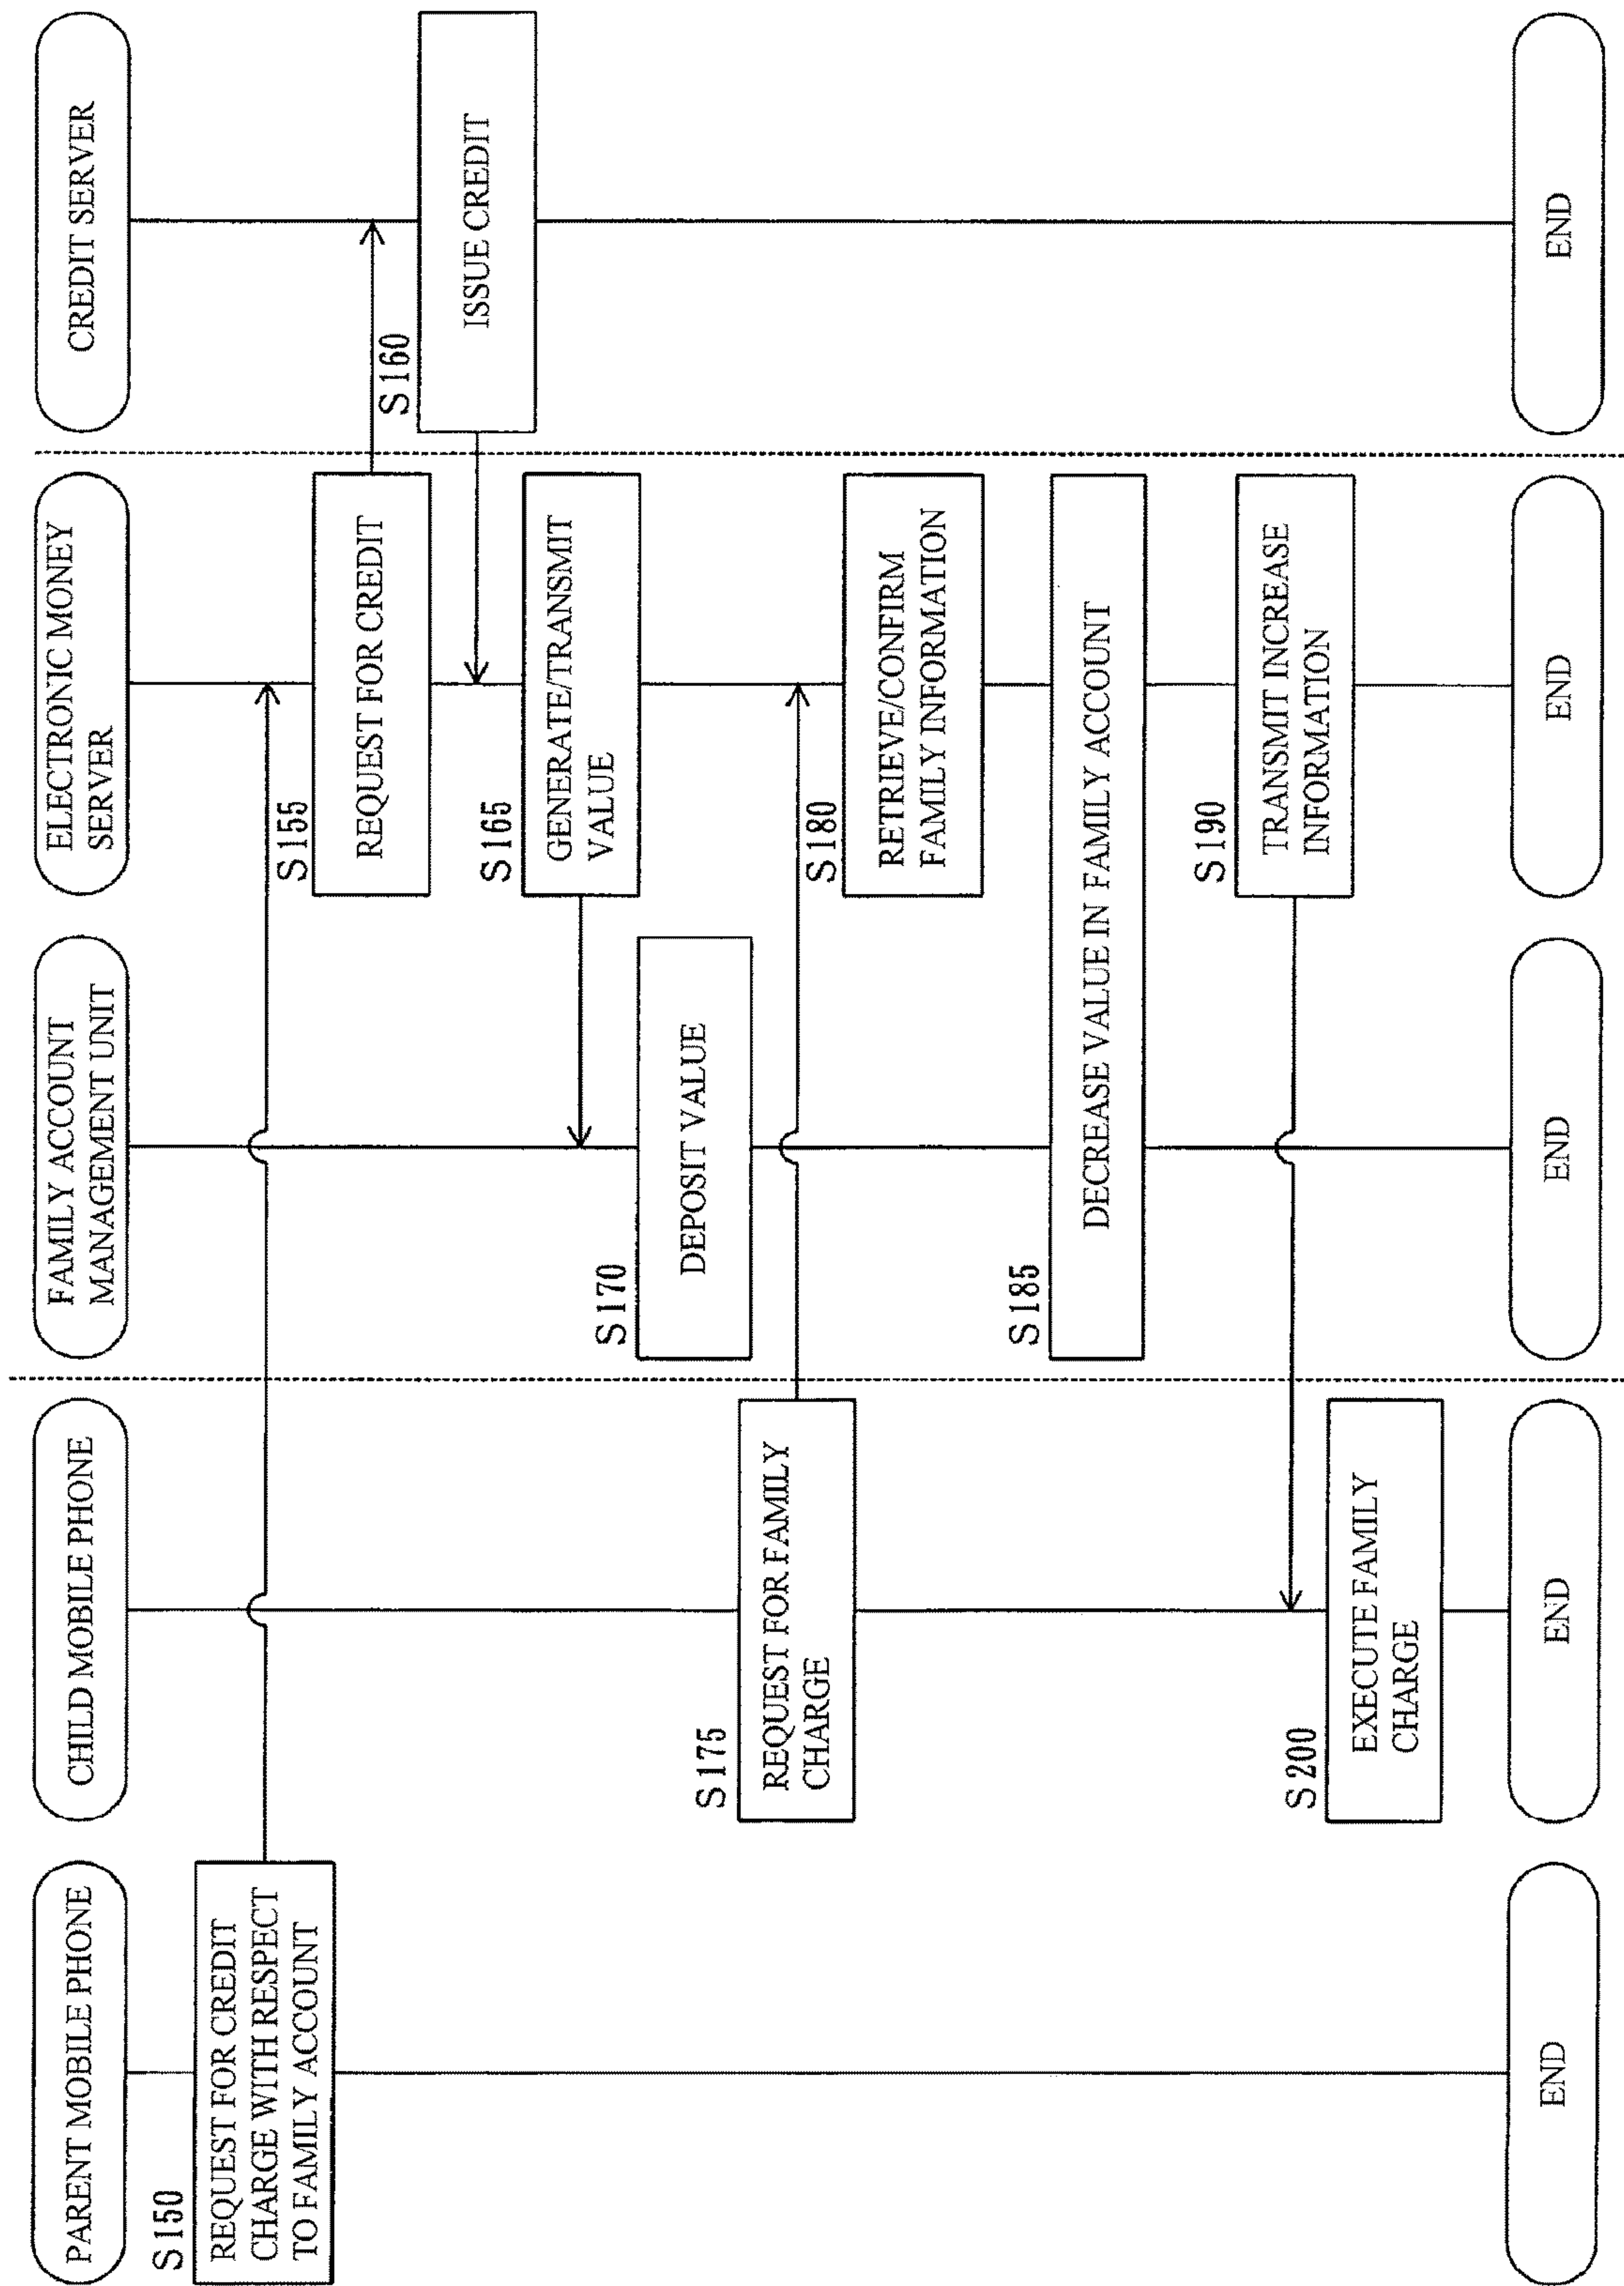 PARENT MOBILE PHONE
CHILD MOBILE PHONE
FAMILY ACCOUNT
MANAGEMENT UNIT
ELECTRONIC MONEY
SERVER
CREDIT SERVER
S150
REQUEST FOR CREDIT
CHARGE WITH RESPECT
TO FAMILY ACCOUNT
S155
REQUEST FOR CREDIT
S160
ISSUE CREDIT
S165
GENERATE/TRANSMIT
VALUE
S170
DEPOSIT VALUE
S175
REQUEST FOR FAMILY
CHARGE
S180
RETRIEVE/CONFIRM
FAMILY INFORMATION
S185
DECREASE VALUE IN FAMILY ACCOUNT
S190
TRANSMIT INCREASE
INFORMATION
S200
EXECUTE FAMILY
CHARGE
END
END
END
END
END